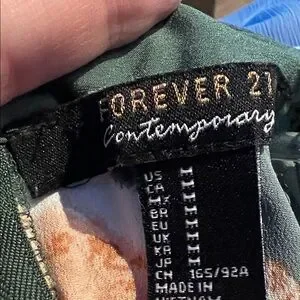 FOREVER 21
Contemporary
US M
CA M
MX M
BR M
EU M
UK M
KR M
JP M
CN 165/92A
MADE IN
VIETNAM